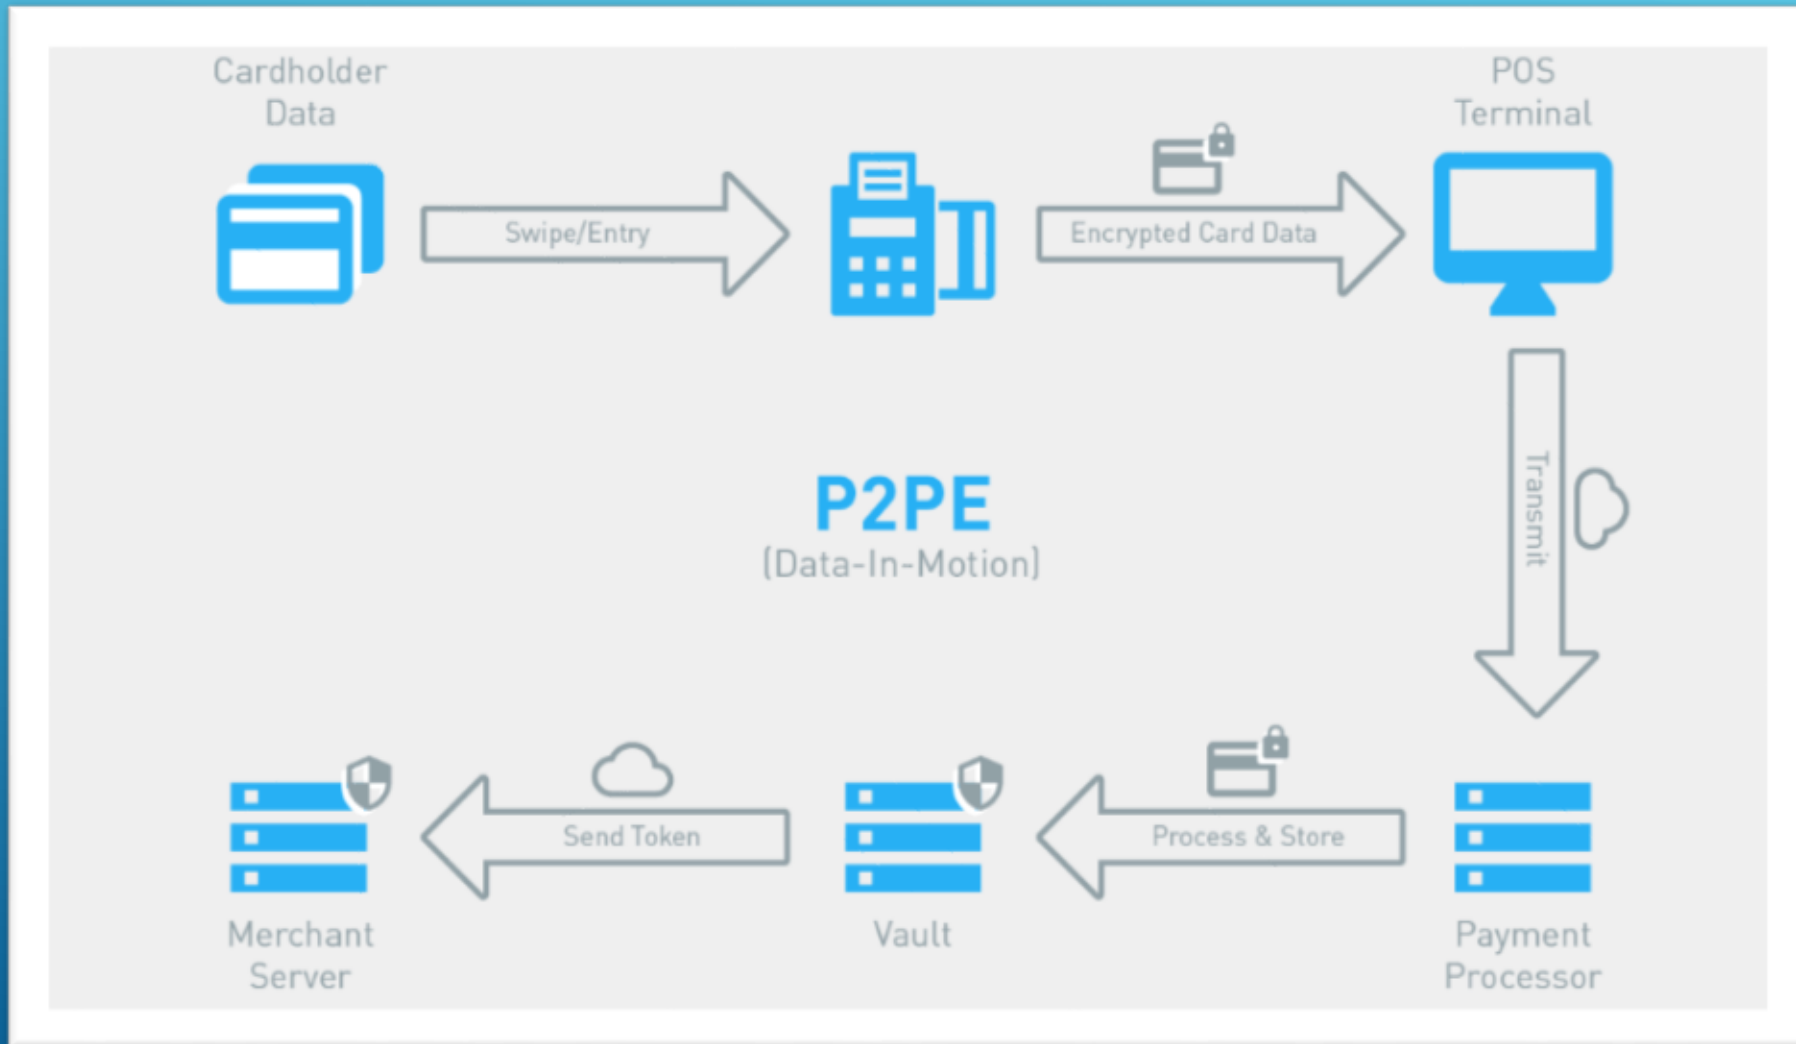 Cardholder
Data
POS
Terminal
Swipe/Entry
Encrypted Card Data
Transmit
P2PE
(Data-In-Motion)
Send Token
Process & Store
Merchant
Server
Vault
Payment
Processor